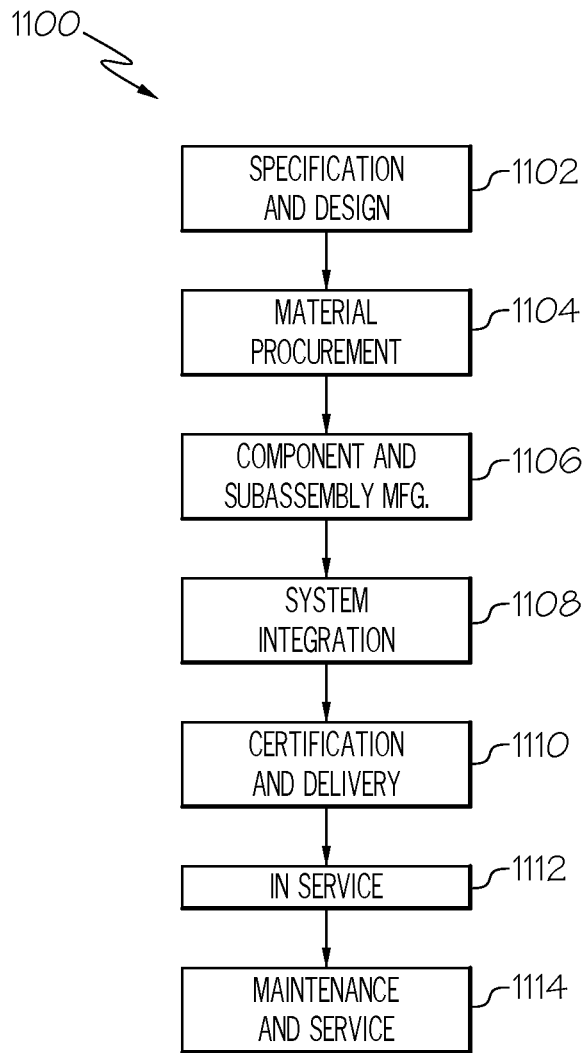 1100
SPECIFICATION
AND DESIGN
1102
MATERIAL
PROCUREMENT
1104
COMPONENT AND
SUBASSEMBLY MFG.
1106
SYSTEM
INTEGRATION
1108
CERTIFICATION
AND DELIVERY
1110
IN SERVICE
1112
MAINTENANCE
AND SERVICE
1114